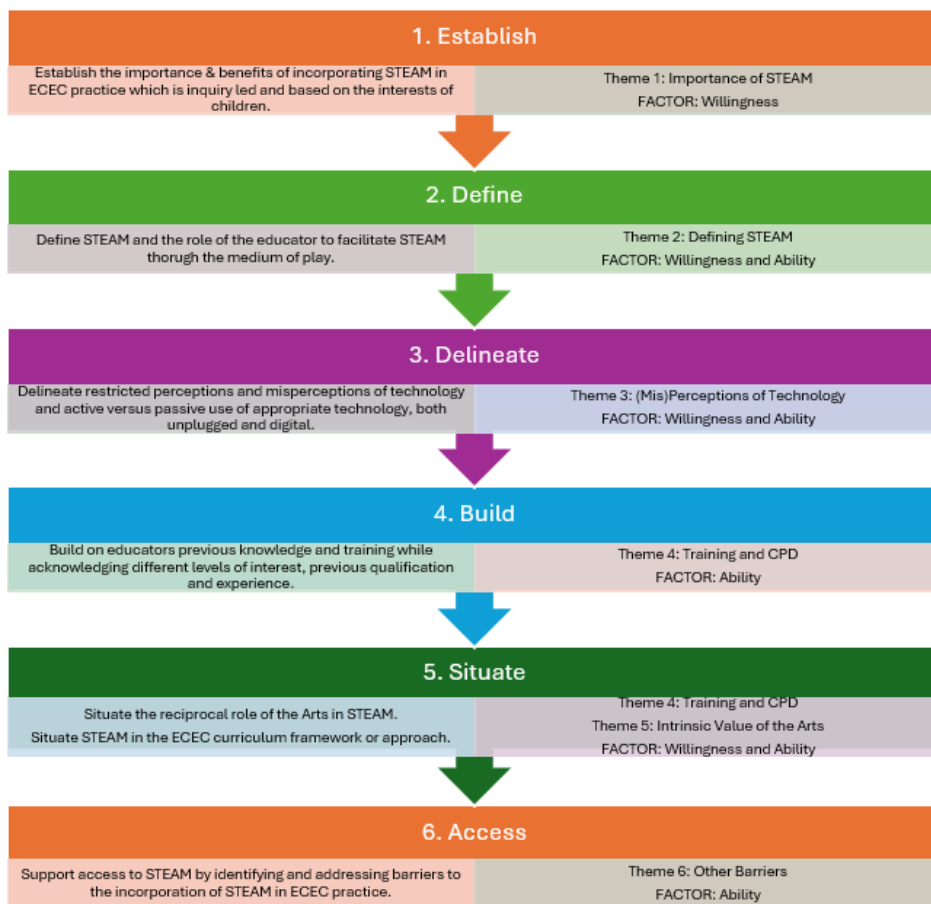 1. Establish
Establish the importance & benefits of incorporating STEAM in
ECEC practice which is inquiry led and based on the interests of
children.
Theme 1: Importance of STEAM
FACTOR: Willingness
2. Define
Define STEAM and the role of the educator to facilitate STEAM
thorugh the medium of play.
Theme 2: Defining STEAM
FACTOR: Willingness and Ability
3. Delineate
Delineate restricted perceptions and misperceptions of technology
and active versus passive use of appropriate technology, both
unplugged and digital.
Theme 3: (Mis)Perceptions of Technology
FACTOR: Willingness and Ability
4. Build
Build on educators previous knowledge and training while
acknowledging different levels of interest, previous qualification
and experience.
Theme 4: Training and CPD
FACTOR: Ability
5. Situate
Situate the reciprocal role of the Arts in STEAM.
Situate STEAM in the ECEC curriculum framework or approach.
Theme 4: Training and CPD
Theme 5: Intrinsic Value of the Arts
FACTOR: Willingness and Ability
6. Access
Support access to STEAM by identifying and addressing barriers to
the incorporation of STEAM in ECEC practice.
Theme 6: Other Barriers
FACTOR: Ability